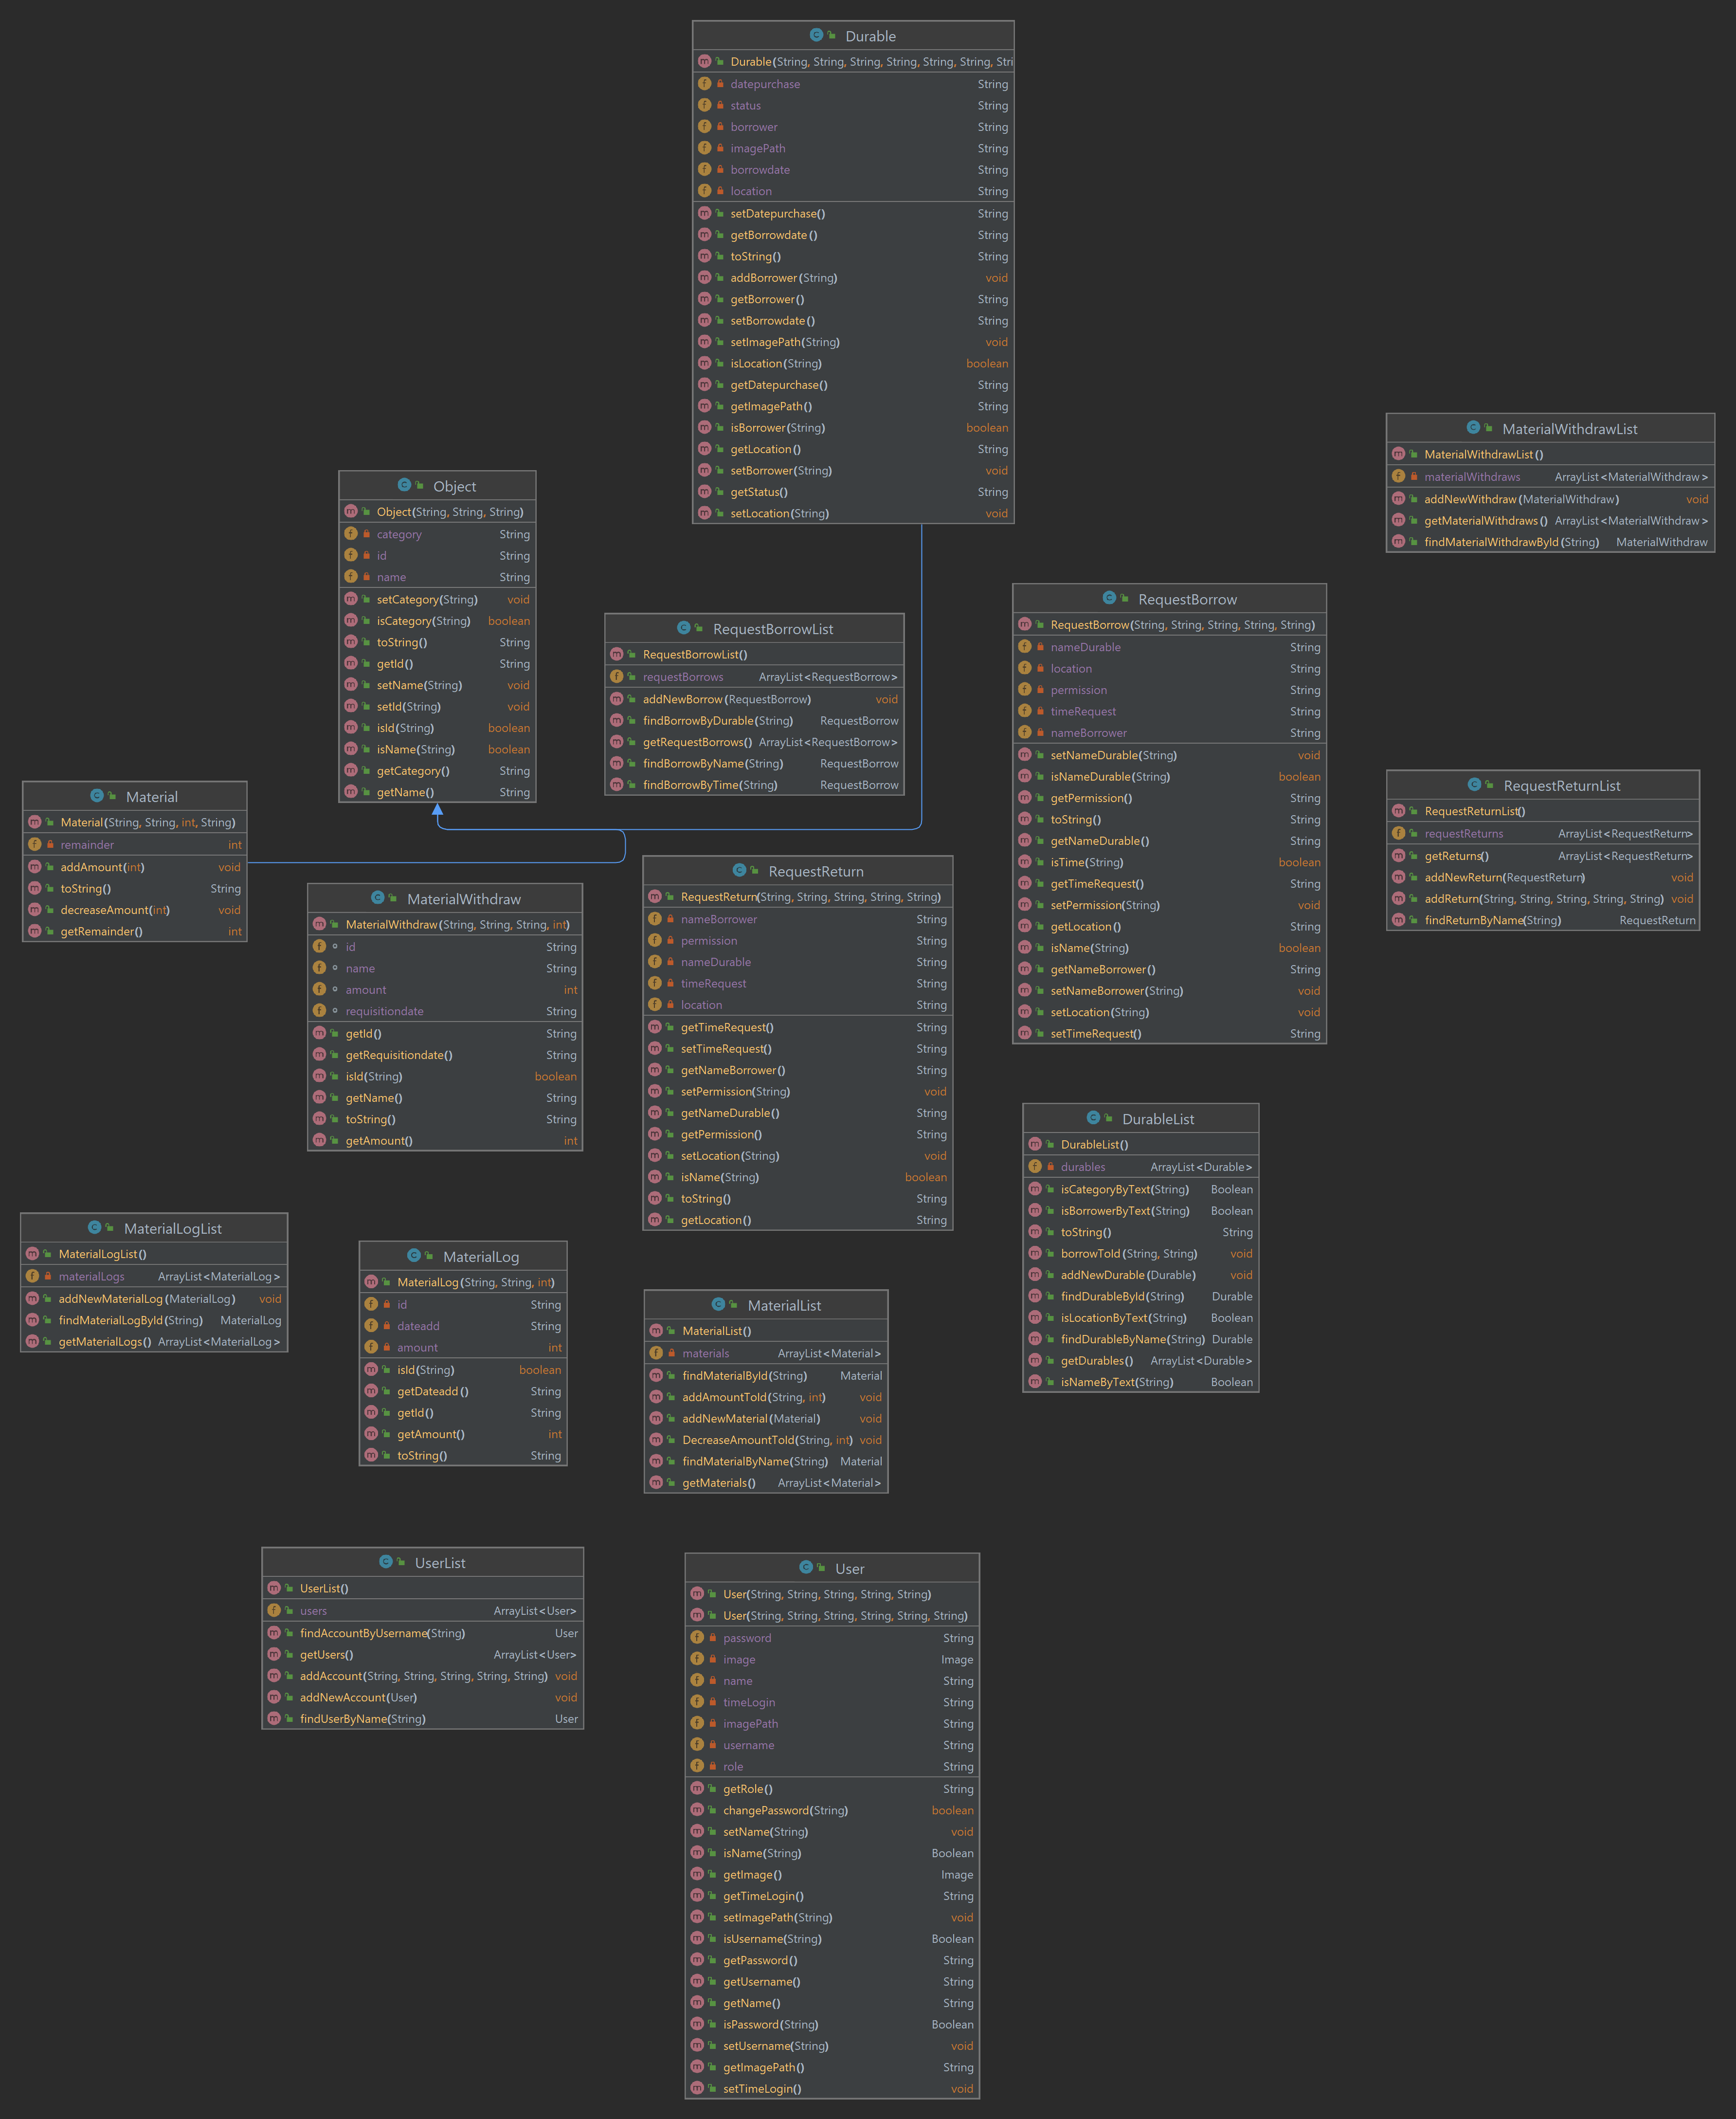 Durable
Durable(String, String, String, String, String, String, Stri
datepurchase String
status String
borrower String
imagePath String
borrowdate String
location String
setDatepurchase() String
getBorrowdate() String
toString() String
addBorrower(String) void
getBorrower() String
setBorrowdate() String
setImagePath(String) void
isLocation(String) boolean
getDatepurchase() String
getImagePath() String
isBorrower(String) boolean
getLocation() String
setBorrower(String) void
getStatus() String
setLocation(String) void
MaterialWithdrawList
MaterialWithdrawList()
materialWithdraws ArrayList<MaterialWithdraw>
addNewWithdraw(MaterialWithdraw) void
getMaterialWithdraws() ArrayList<MaterialWithdraw>
findMaterialWithdrawById(String) MaterialWithdraw
Object
Object(String, String, String)
category String
id String
name String
setCategory(String) void
isCategory(String) boolean
toString() String
getId() String
setName(String) void
setId(String) void
isId(String) boolean
isName(String) boolean
getCategory() String
getName() String
RequestBorrowList
RequestBorrowList()
requestBorrows ArrayList<RequestBorrow>
addNewBorrow(RequestBorrow) void
findBorrowByDurable(String) RequestBorrow
getRequestBorrows() ArrayList<RequestBorrow>
findBorrowByName(String) RequestBorrow
findBorrowByTime(String) RequestBorrow
RequestBorrow
RequestBorrow(String, String, String, String, String)
nameDurable String
location String
permission String
timeRequest String
nameBorrower String
setNameDurable(String) void
isNameDurable(String) boolean
getPermission() String
toString() String
getNameDurable() String
isTime(String) boolean
getTimeRequest() String
setPermission(String) void
getLocation() String
isName(String) boolean
getNameBorrower() String
setNameBorrower(String) void
setLocation(String) void
setTimeRequest() String
RequestReturnList
RequestReturnList()
requestReturns ArrayList<RequestReturn>
getReturns() ArrayList<RequestReturn>
addNewReturn(RequestReturn) void
addReturn(String, String, String, String, String) void
findReturnByName(String) RequestReturn
Material
Material(String, String, int, String)
remainder int
addAmount(int) void
toString() String
decreaseAmount(int) void
getRemainder() int
MaterialWithdraw
MaterialWithdraw(String, String, String, int)
id String
name String
amount int
requisitiondate String
getId() String
getRequisitiondate() String
isId(String) boolean
getName() String
toString() String
getAmount() int
RequestReturn
RequestReturn(String, String, String, String, String)
nameBorrower String
permission String
nameDurable String
timeRequest String
location String
getTimeRequest() String
setTimeRequest() String
getNameBorrower() String
setPermission(String) void
getNameDurable() String
getPermission() String
setLocation(String) void
isName(String) boolean
toString() String
getLocation() String
DurableList
DurableList()
durables ArrayList<Durable>
isCategoryByText(String) Boolean
isBorrowerByText(String) Boolean
toString() String
borrowToId(String, String) void
addNewDurable(Durable) void
findDurableById(String) Durable
isLocationByText(String) Boolean
findDurableByName(String) Durable
getDurables() ArrayList<Durable>
isNameByText(String) Boolean
MaterialLogList
MaterialLogList()
materialLogs ArrayList<MaterialLog>
addNewMaterialLog(MaterialLog) void
findMaterialLogById(String) MaterialLog
getMaterialLogs() ArrayList<MaterialLog>
MaterialLog
MaterialLog(String, String, int)
id String
dateadd String
amount int
isId(String) boolean
getDateadd() String
getId() String
getAmount() int
toString() String
MaterialList
MaterialList()
materials ArrayList<Material>
findMaterialById(String) Material
addAmountToId(String, int) void
addNewMaterial(Material) void
DecreaseAmountToId(String, int) void
findMaterialByName(String) Material
getMaterials() ArrayList<Material>
UserList
UserList()
users ArrayList<User>
findAccountByUsername(String) User
getUsers() ArrayList<User>
addAccount(String, String, String, String, String) void
addNewAccount(User) void
findUserByName(String) User
User
User(String, String, String, String, String)
User(String, String, String, String, String, String)
password String
image Image
name String
timeLogin String
imagePath String
username String
role String
getRole() String
changePassword(String) boolean
setName(String) void
isName(String) Boolean
getImage() Image
getTimeLogin() String
setImagePath(String) void
isUsername(String) Boolean
getPassword() String
getUsername() String
getName() String
isPassword(String) Boolean
setUsername(String) void
getImagePath() String
setTimeLogin() void